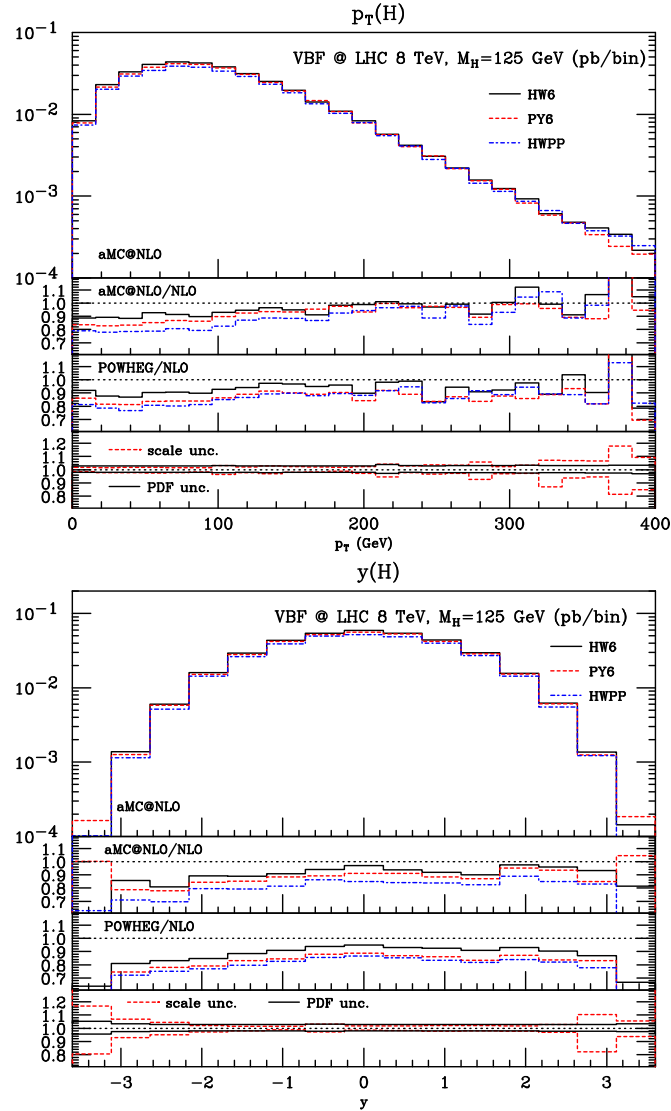 p_T(H)
10^-1
VBF @ LHC 8 TeV, M_H=125 GeV (pb/bin)
HW6
10^-2
PY6
HWPP
10^-3
aMC@NLO
10^-4
aMC@NLO/NLO
1.1
1.0
0.9
0.8
0.7
POWHEG/NLO
1.1
1.0
0.9
0.8
0.7
1.2
scale unc.
1.1
1.0
0.9
PDF unc.
0.8
0 100 200 300 400
p_T (GeV)
y(H)
10^-1
VBF @ LHC 8 TeV, M_H=125 GeV (pb/bin)
HW6
PY6
10^-2
HWPP
10^-3
aMC@NLO
10^-4
aMC@NLO/NLO
1.1
1.0
0.9
0.8
0.7
POWHEG/NLO
1.1
1.0
0.9
0.8
0.7
scale unc. PDF unc.
1.2
1.1
1.0
0.9
0.8
−3 −2 −1 0 1 2 3
y